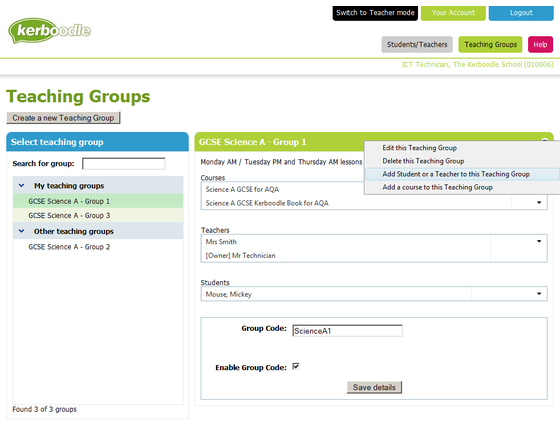 Switch to Teacher mode
Your Account
Logout
kerboodle
Students/Teachers
Teaching Groups
Help
ICT Technician, The Kerboodle School (010606)
Teaching Groups
Create a new Teaching Group
Select teaching group
Search for group:
My teaching groups
GCSE Science A - Group 1
GCSE Science A - Group 3
Other teaching groups
GCSE Science A - Group 2
Found 3 of 3 groups
GCSE Science A - Group 1
Edit this Teaching Group
Delete this Teaching Group
Add Student or a Teacher to this Teaching Group
Add a course to this Teaching Group
Monday AM / Tuesday PM and Thursday AM lessons
Courses
Science A GCSE for AQA
Science A GCSE Kerboodle Book for AQA
Teachers
Mrs Smith
[Owner] Mr Technician
Students
Mouse, Mickey
Group Code:
ScienceA1
Enable Group Code:
Save details